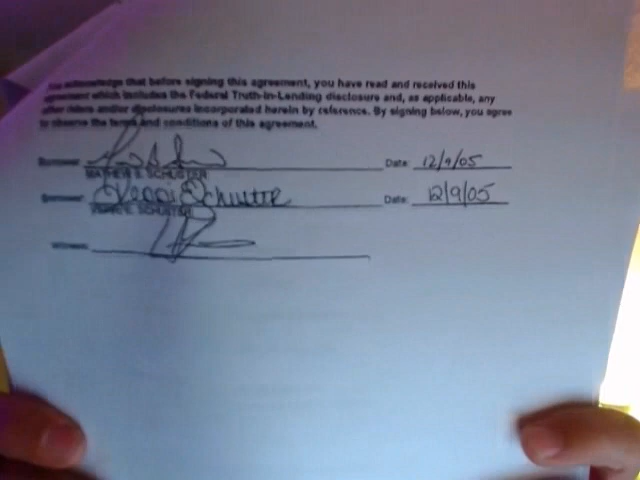 acknowledge that before signing this agreement, you have read and received this
agreement which includes the Federal Truth-in-Lending disclosure and, as applicable, any
other riders and/or disclosures incorporated herein by reference. By signing below, you agree
to observe the terms and conditions of this agreement.
Borrower: Date: 12/9/05
SCHUSTER
Borrower: Schuster Date: 12/9/05
SCHUSTER
Witness: